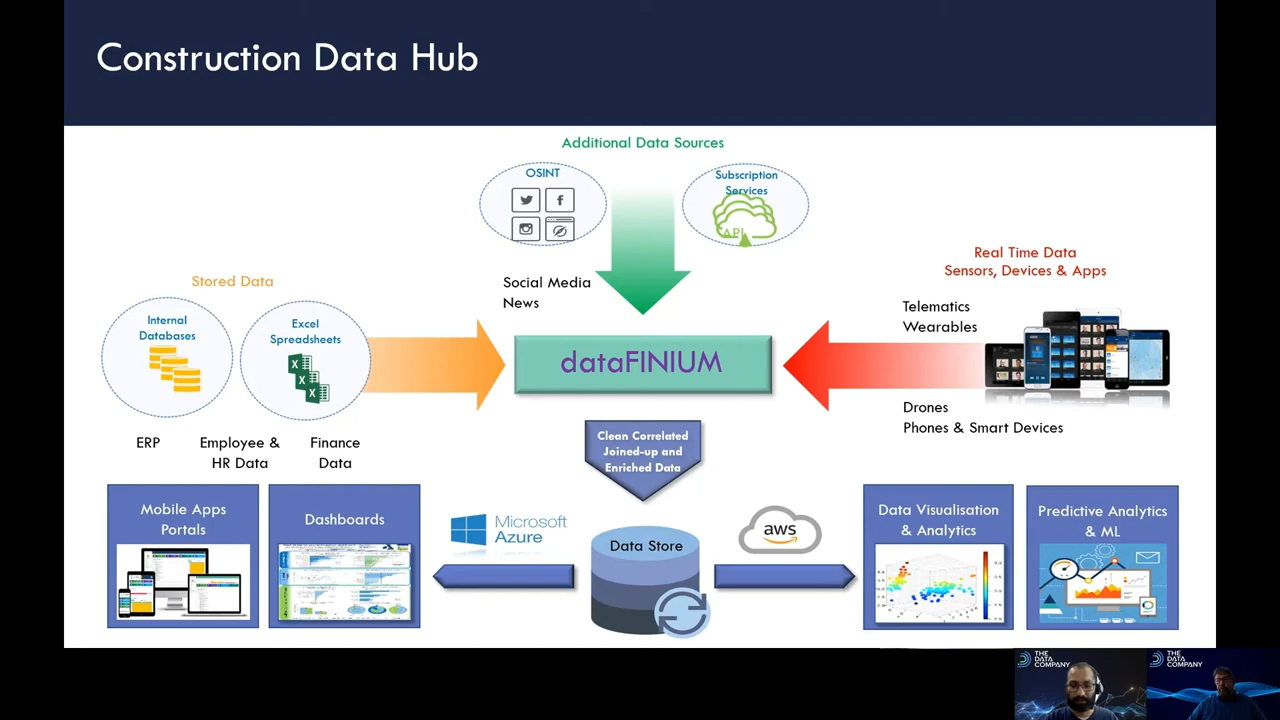 Construction Data Hub
Additional Data Sources
OSINT
Subscription
Services
API
Social Media
News
Stored Data
Internal
Databases
Excel
Spreadsheets
ERP
Employee &
HR Data
Finance
Data
dataFINIUM
Real Time Data
Sensors, Devices & Apps
Telematics
Wearables
Drones
Phones & Smart Devices
Clean Correlated
Joined-up and
Enriched Data
Mobile Apps
Portals
Dashboards
Microsoft
Azure
Data Store
aws
Data Visualisation
& Analytics
Predictive Analytics
& ML
THE
DATA
COMPANY
THE
DATA
COMPANY